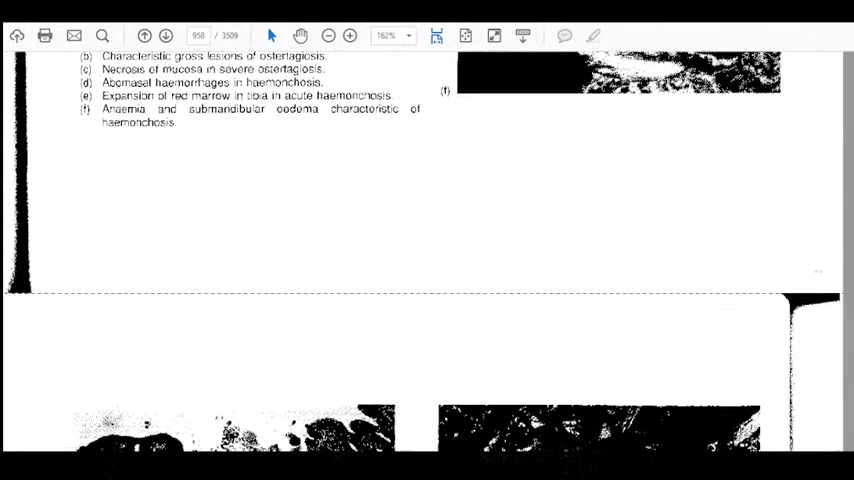 958 / 3509
162%
(b) Characteristic gross lesions of ostertagiosis.
(c) Necrosis of mucosa in severe ostertagiosis.
(d) Abomasal haemorrhages in haemonchosis.
(e) Expansion of red marrow in tibia in acute haemonchosis.
(f) Anaemia and submandibular oedema characteristic of
haemonchosis.
(f)